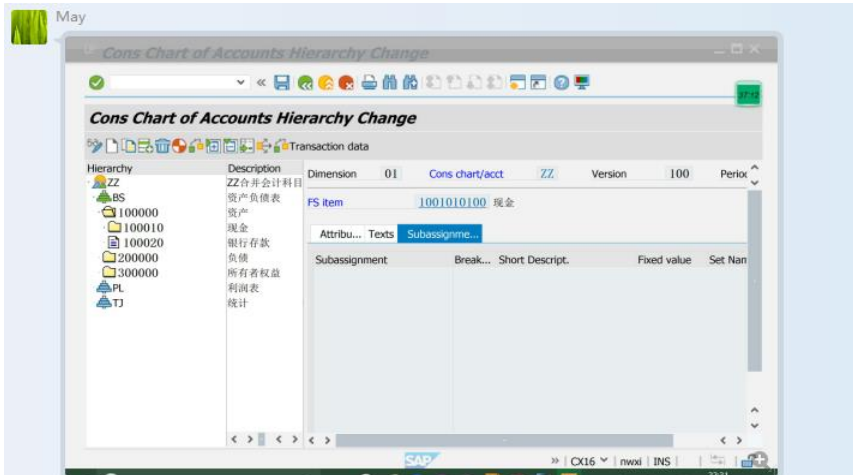 May
Cons Chart of Accounts Hierarchy Change
37:12
Cons Chart of Accounts Hierarchy Change
Transaction data
Hierarchy Description
ZZ ZZ合并会计科目
BS 资产负债表
100000 资产
100010 现金
100020 银行存款
200000 负债
300000 所有者权益
PL 利润表
TJ 统计
Dimension 01 Cons chart/acct ZZ Version 100 Perioc
FS item 1001010100 现金
Attribu... Texts Subassignme...
Subassignment Break... Short Descript. Fixed value Set Nan
SAP CX16 nwxi INS